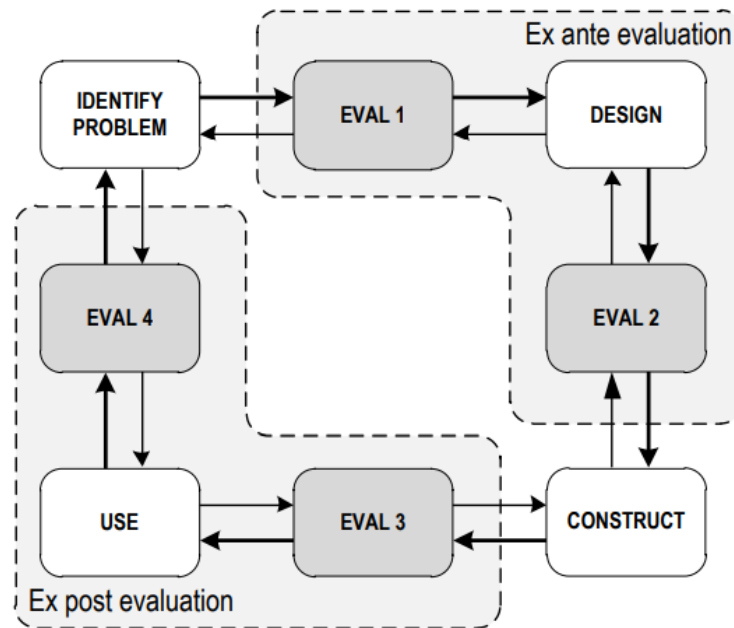 Ex ante evaluation
IDENTIFY
PROBLEM
EVAL 1
DESIGN
EVAL 4
EVAL 2
USE
EVAL 3
CONSTRUCT
Ex post evaluation